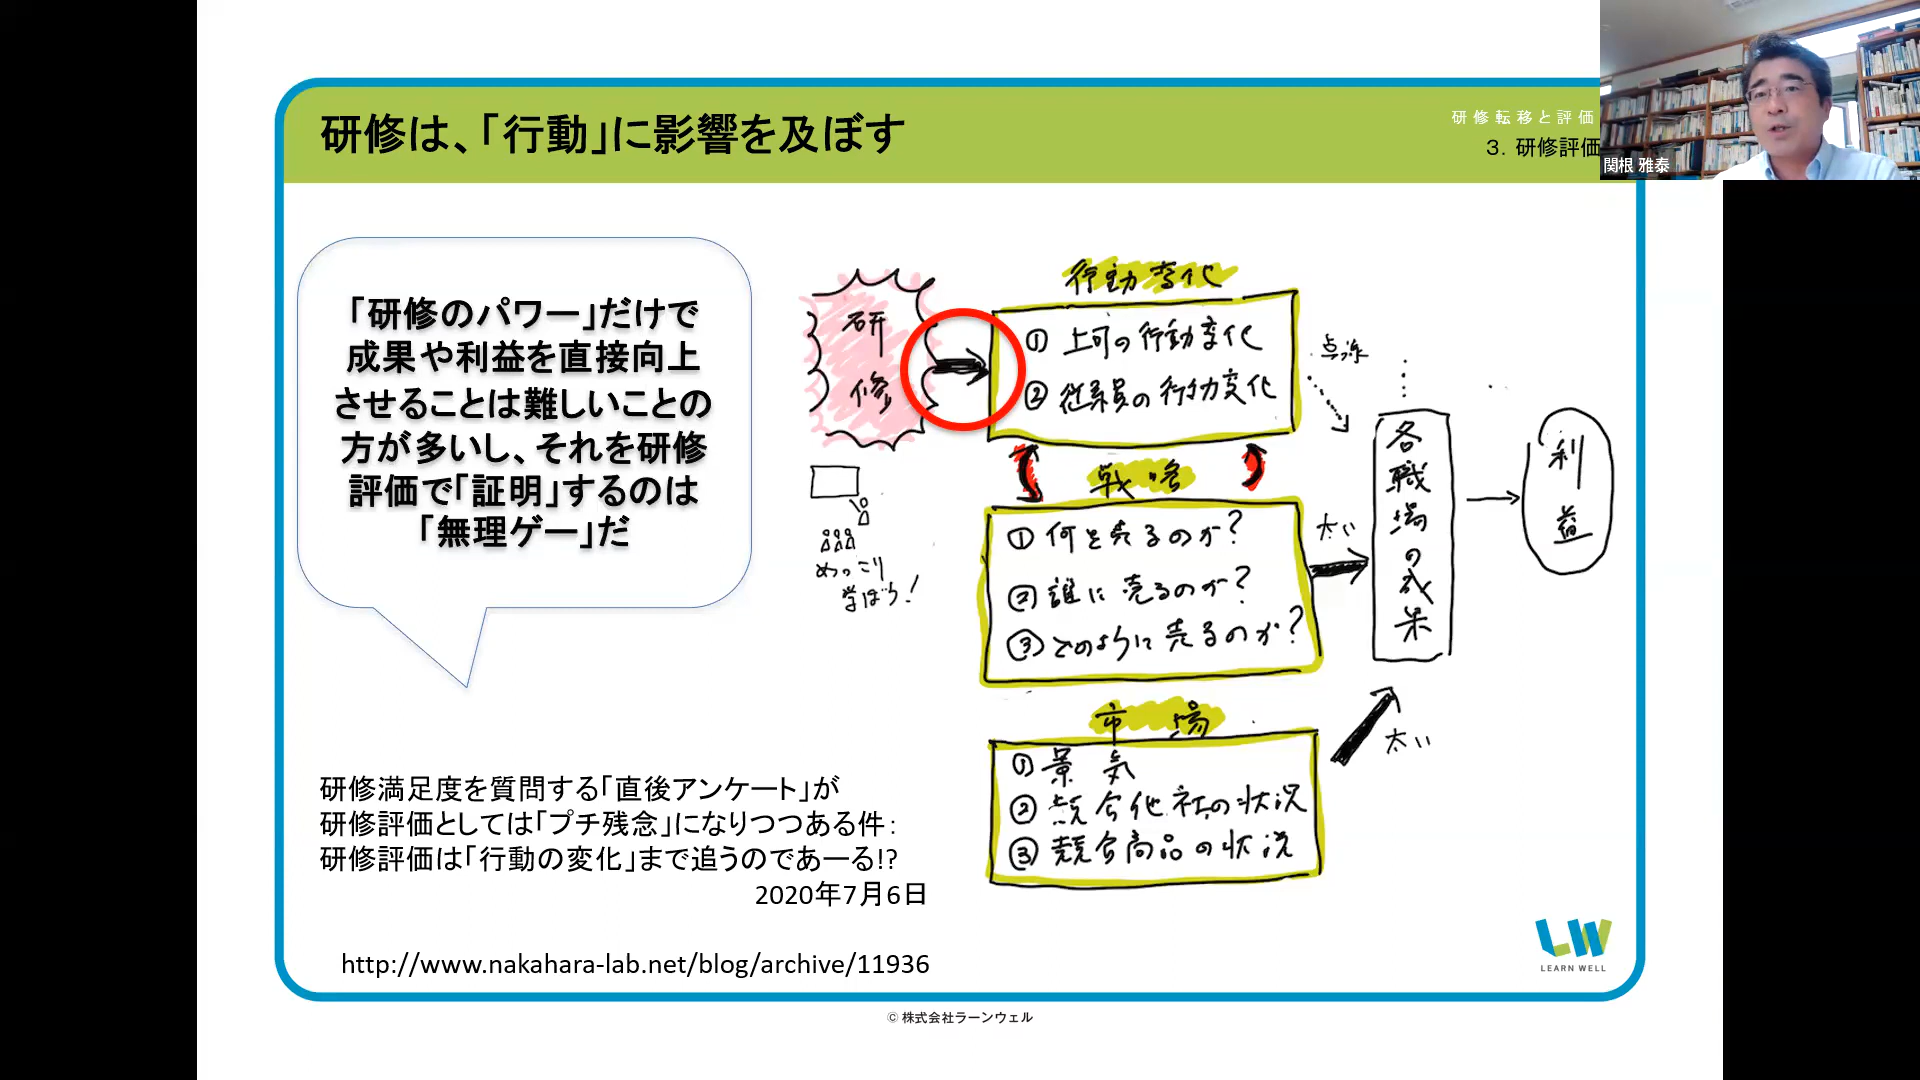 研修は、「行動」に影響を及ぼす
研修転移と評価
3. 研修評価
関根 雅泰
「研修のパワー」だけで
成果や利益を直接向上
させることは難しいことの
方が多いし、それを研修
評価で「証明」するのは
「無理ゲー」だ
研修
めっこり
学ぼう!
行動変化
① 上司の行動変化
② 従業員の行動変化
点線
戦略
① 何を売るのか?
② 誰に売るのか?
③ どのように売るのか?
太い
市場
① 景気
② 競合他社の状況
③ 競合商品の状況
太い
各職場の成果
利益
研修満足度を質問する「直後アンケート」が
研修評価としては「プチ残念」になりつつある件:
研修評価は「行動の変化」まで追うのであーる!?
2020年7月6日
http://www.nakahara-lab.net/blog/archive/11936
LW
LEARN WELL
© 株式会社ラーンウェル